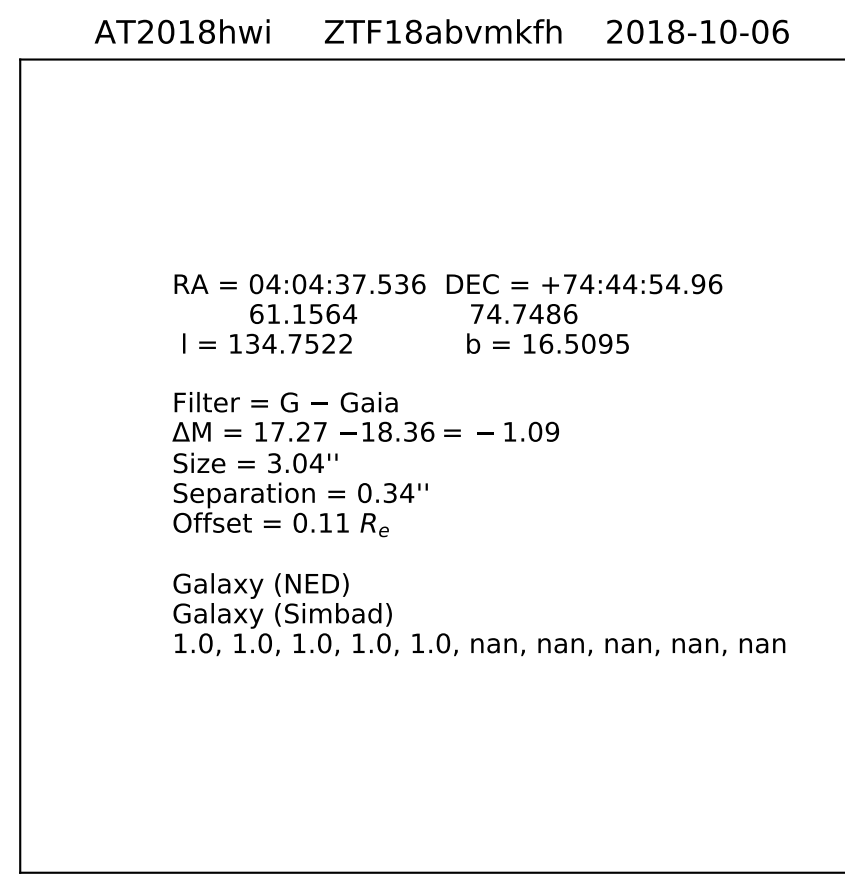 AT2018hwi ZTF18abvmkfh 2018-10-06
RA = 04:04:37.536 DEC = +74:44:54.96
61.1564 74.7486
l = 134.7522 b = 16.5095
Filter = G − Gaia
ΔM = 17.27 −18.36 = −1.09
Size = 3.04''
Separation = 0.34''
Offset = 0.11 Re
Galaxy (NED)
Galaxy (Simbad)
1.0, 1.0, 1.0, 1.0, 1.0, nan, nan, nan, nan, nan